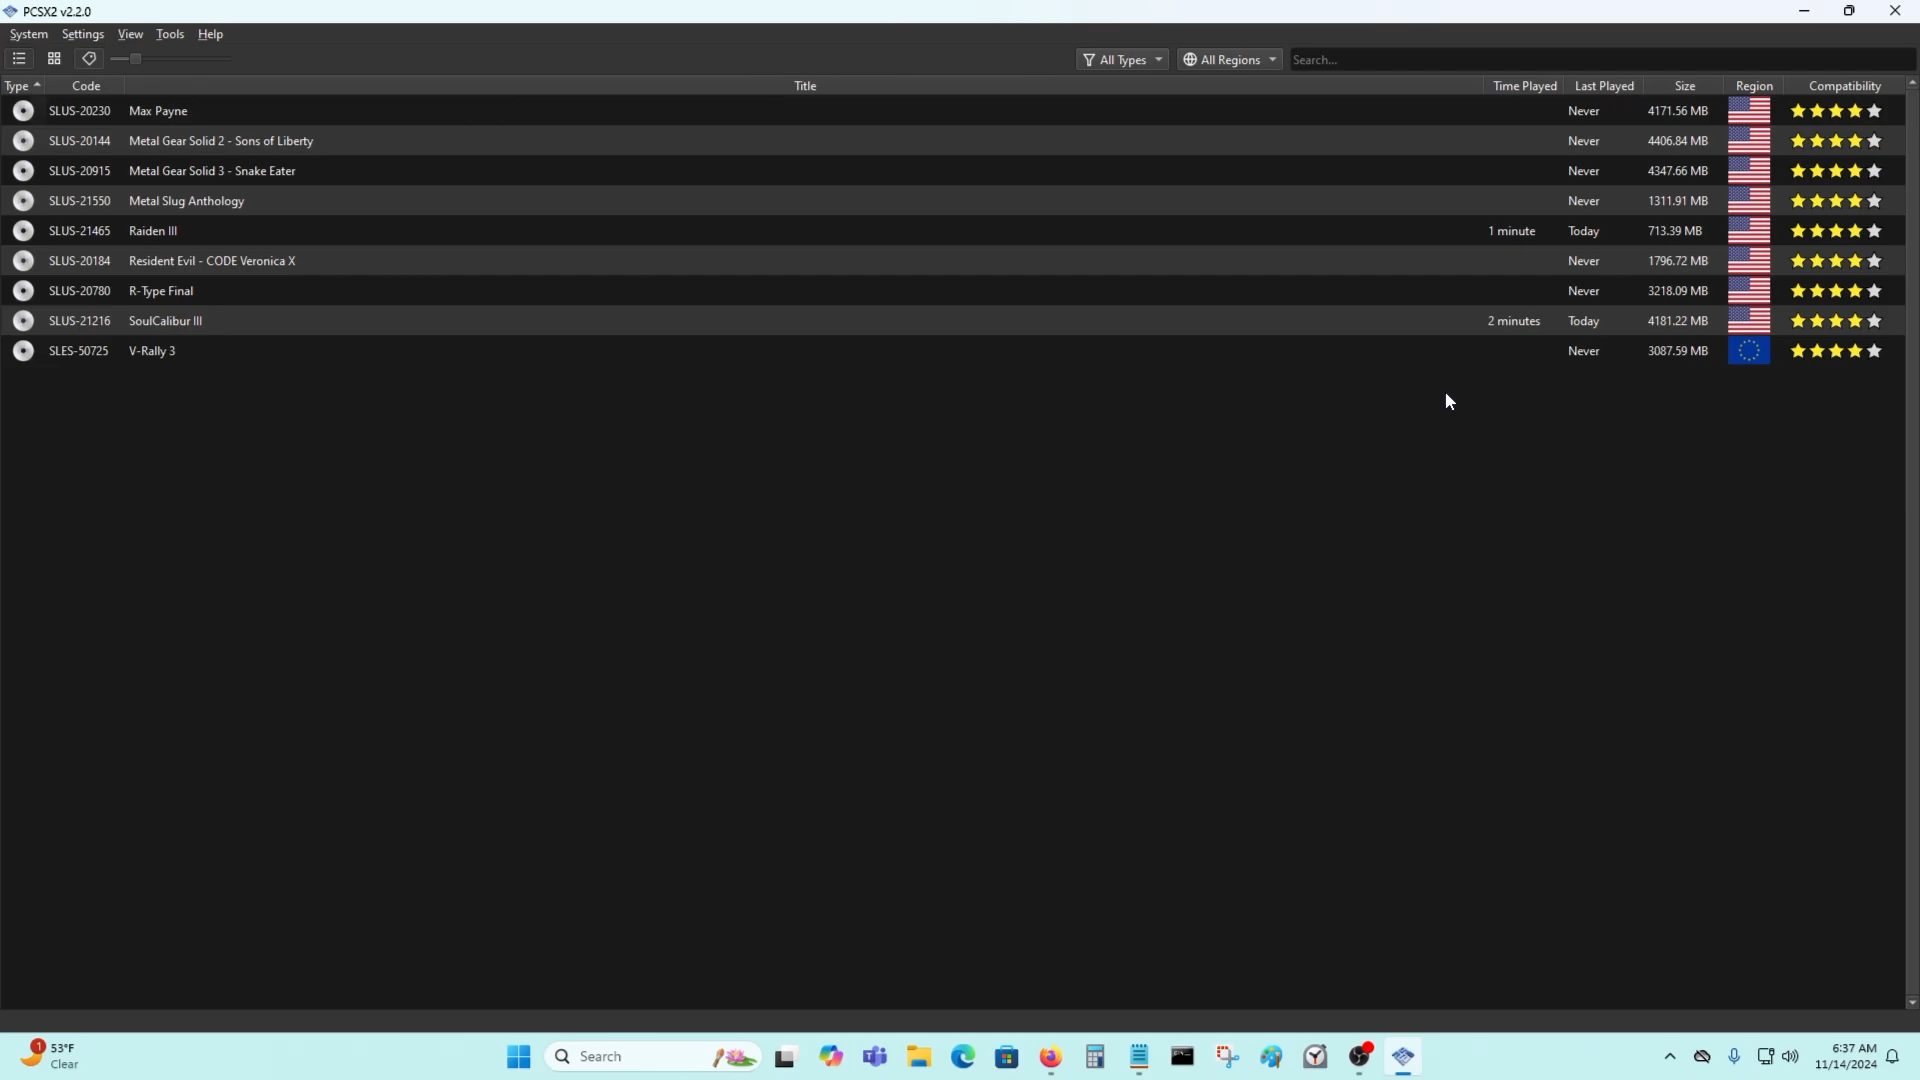 PCSX2 v2.2.0
System Settings View Tools Help
All Types All Regions Search...
Type Code Title Time Played Last Played Size Region Compatibility
SLUS-20230 Max Payne Never 4171.56 MB
SLUS-20144 Metal Gear Solid 2 - Sons of Liberty Never 4406.84 MB
SLUS-20915 Metal Gear Solid 3 - Snake Eater Never 4347.66 MB
SLUS-21550 Metal Slug Anthology Never 1311.91 MB
SLUS-21465 Raiden III 1 minute Today 713.39 MB
SLUS-20184 Resident Evil - CODE Veronica X Never 1796.72 MB
SLUS-20780 R-Type Final Never 3218.09 MB
SLUS-21216 SoulCalibur III 2 minutes Today 4181.22 MB
SLES-50725 V-Rally 3 Never 3087.59 MB
1 53°F Search 6:37 AM
Clear 11/14/2024